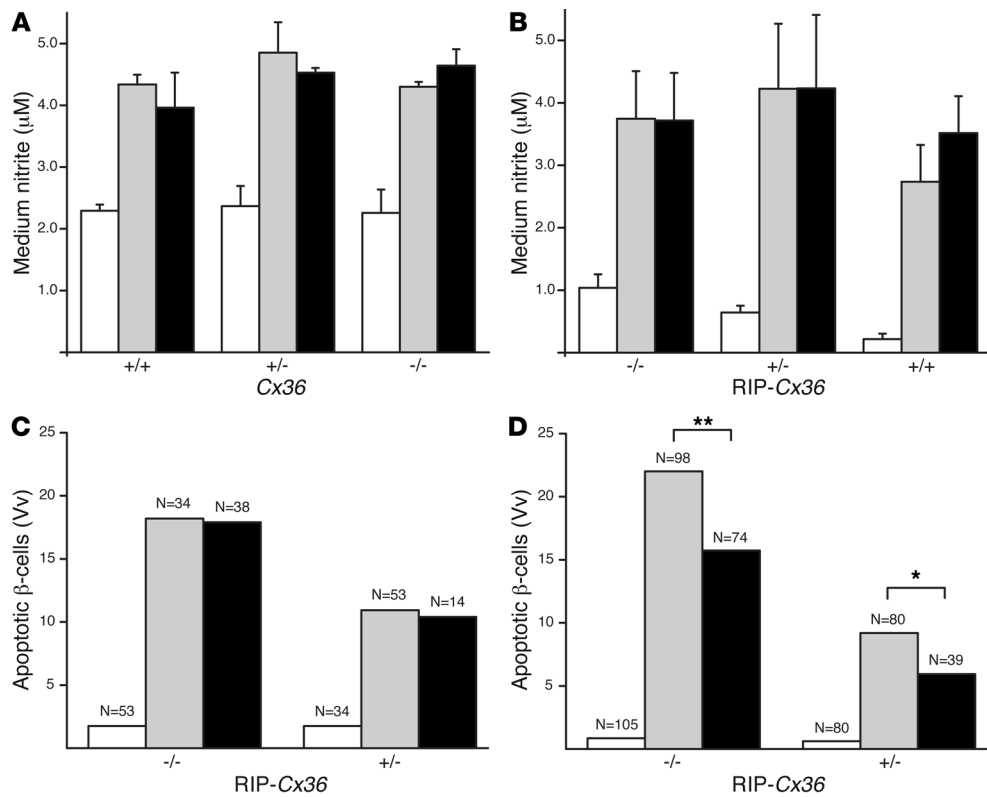 A
Medium nitrite (μM)
5.0
4.0
3.0
2.0
1.0
+/+
+/-
-/-
Cx36
B
Medium nitrite (μM)
5.0
4.0
3.0
2.0
1.0
-/-
+/-
+/+
RIP-Cx36
C
Apoptotic β-cells (Vv)
25
20
15
10
5
N=53
N=34
N=38
N=34
N=53
N=14
-/-
+/-
RIP-Cx36
D
Apoptotic β-cells (Vv)
25
20
15
10
5
**
N=98
N=74
N=105
*
N=80
N=39
N=80
-/-
+/-
RIP-Cx36